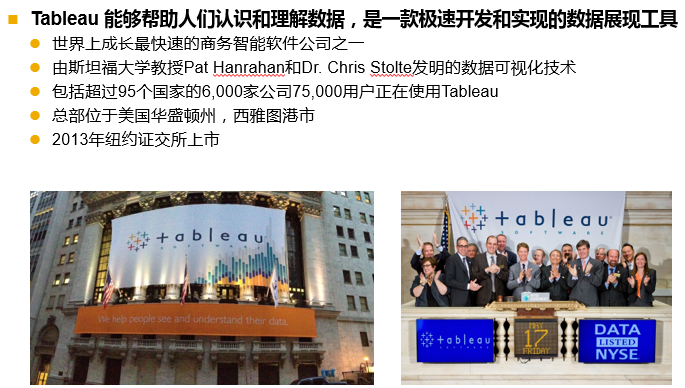 Tableau 能够帮助人们认识和理解数据，是一款极速开发和实现的数据展现工具
世界上成长最快速的商务智能软件公司之一
由斯坦福大学教授Pat Hanrahan和Dr. Chris Stolte发明的数据可视化技术
包括超过95个国家的6,000家公司75,000用户正在使用Tableau
总部位于美国华盛顿州，西雅图港市
2013年纽约证交所上市
tableau
SOFTWARE
We help people see and understand their data.
tableau
SOFTWARE
tableau
SOFTWARE
MAY
17
FRIDAY
DATA
LISTED
NYSE